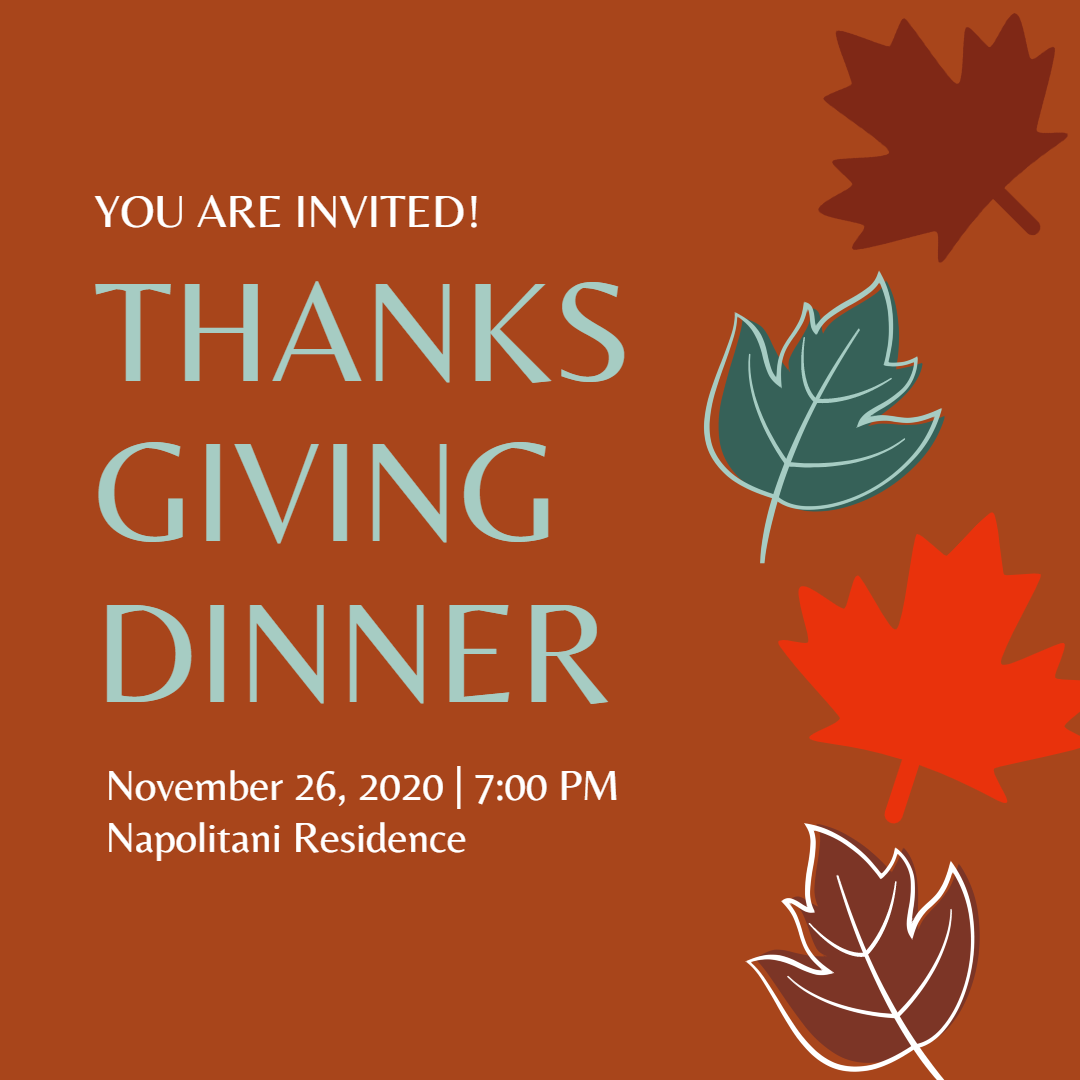 YOU ARE INVITED!
THANKS
GIVING
DINNER
November 26, 2020 | 7:00 PM
Napolitani Residence